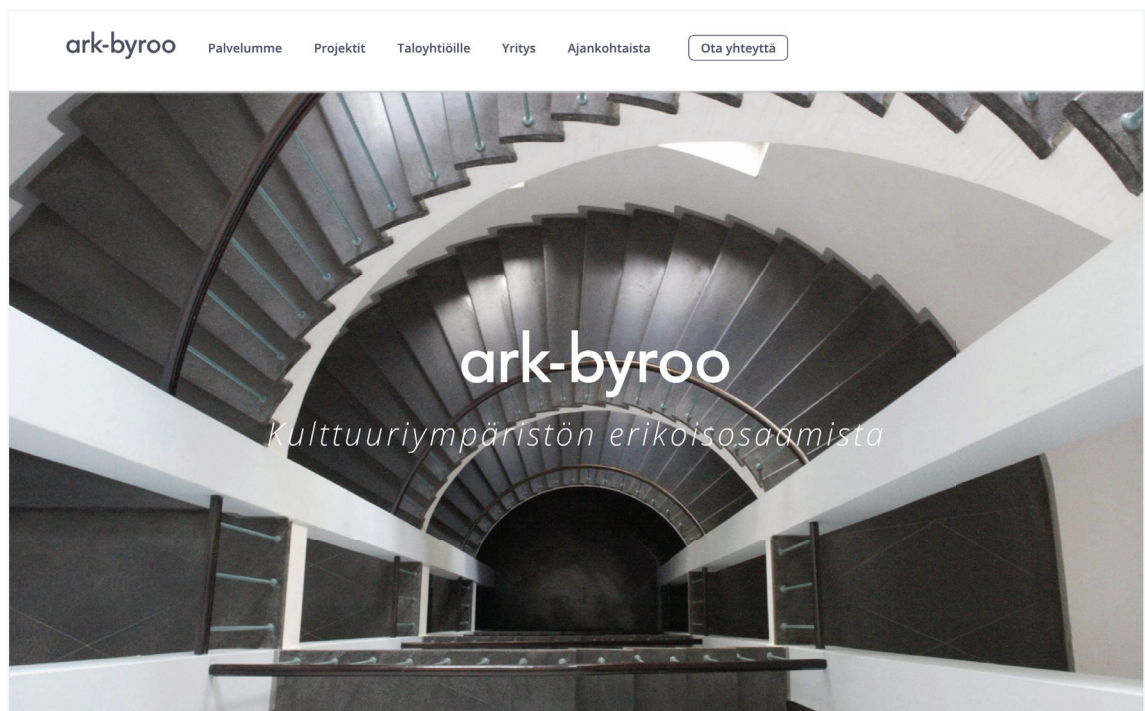 ark-byroo
Palvelumme
Projektit
Taloyhtiöille
Yritys
Ajankohtaista
Ota yhteyttä
ark-byroo
Kulttuuriympäristön erikoisosaamista